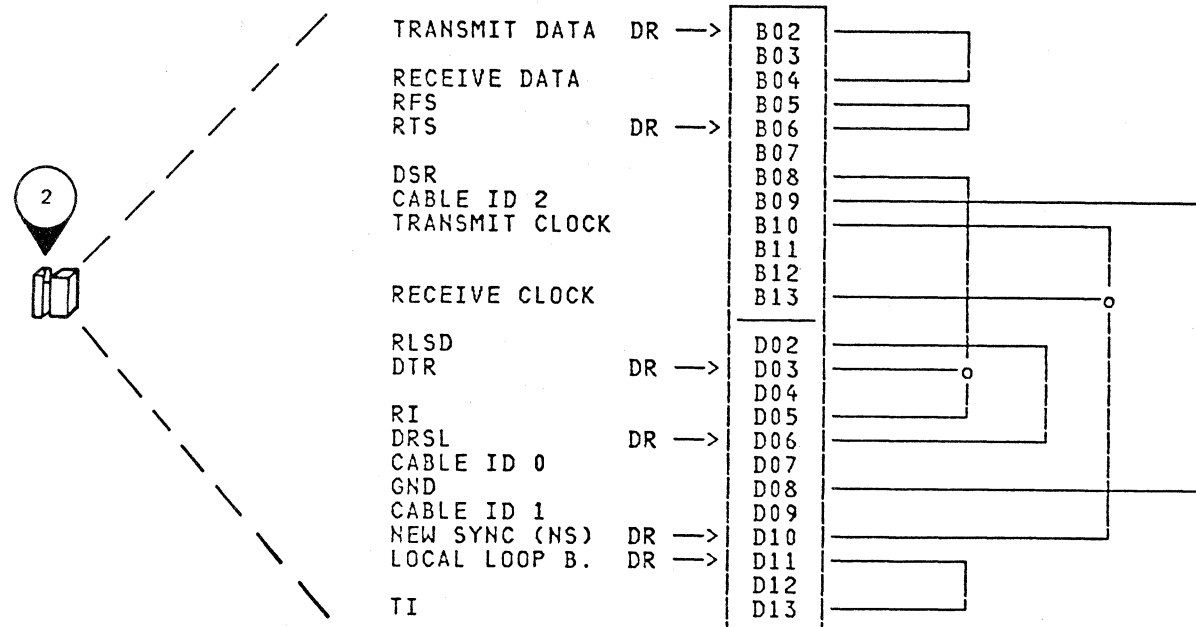 TRANSMIT DATA DR —> B02
B03
RECEIVE DATA B04
RFS B05
RTS DR —> B06
B07
DSR B08
2
CABLE ID 2 B09
TRANSMIT CLOCK B10
B11
B12
RECEIVE CLOCK B13
RLSD D02
DTR DR —> D03
D04
RI D05
DRSL DR —> D06
CABLE ID 0 D07
GND D08
CABLE ID 1 D09
NEW SYNC (NS) DR —> D10
LOCAL LOOP B. DR —> D11
D12
TI D13